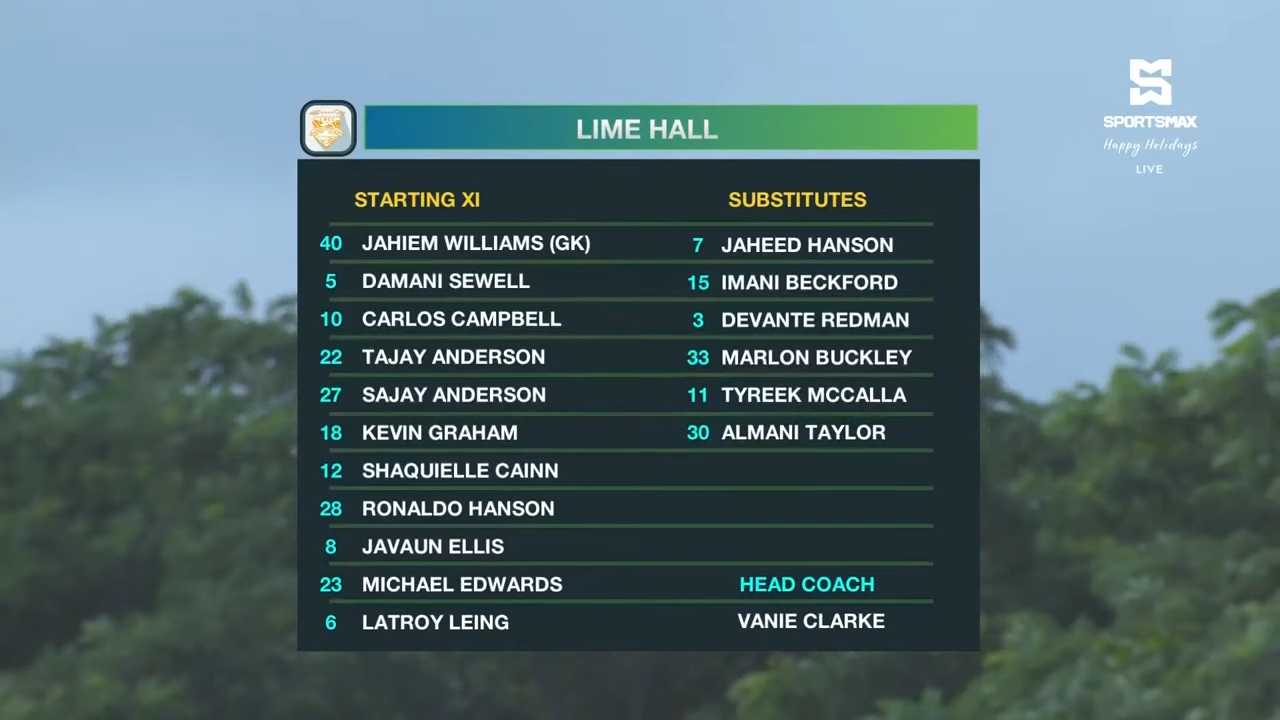 LIME HALL
SPORTSMAX
Happy Holidays
LIVE
STARTING XI
40 JAHIEM WILLIAMS (GK)
5 DAMANI SEWELL
10 CARLOS CAMPBELL
22 TAJAY ANDERSON
27 SAJAY ANDERSON
18 KEVIN GRAHAM
12 SHAQUIELLE CAINN
28 RONALDO HANSON
8 JAVAUN ELLIS
23 MICHAEL EDWARDS
6 LATROY LEING
SUBSTITUTES
7 JAHEED HANSON
15 IMANI BECKFORD
3 DEVANTE REDMAN
33 MARLON BUCKLEY
11 TYREEK MCCALLA
30 ALMANI TAYLOR
HEAD COACH
VANIE CLARKE